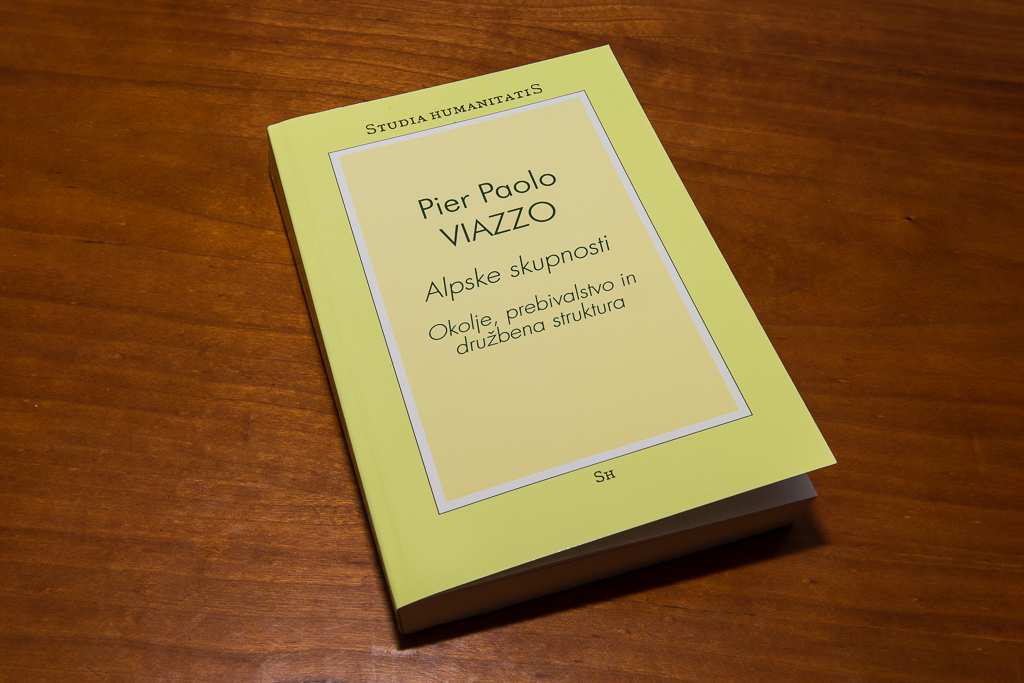 STUDIA HUMANITATIS
Pier Paolo
VIAZZO
Alpske skupnosti
Okolje, prebivalstvo in
družbena struktura
SH